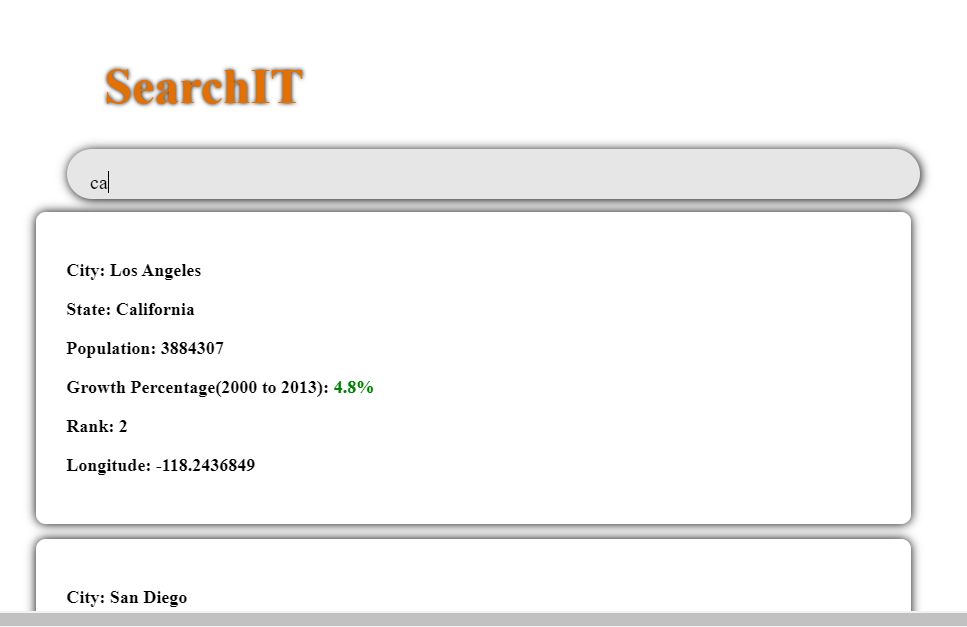 SearchIT
ca
City: Los Angeles
State: California
Population: 3884307
Growth Percentage(2000 to 2013): 4.8%
Rank: 2
Longitude: -118.2436849
City: San Diego